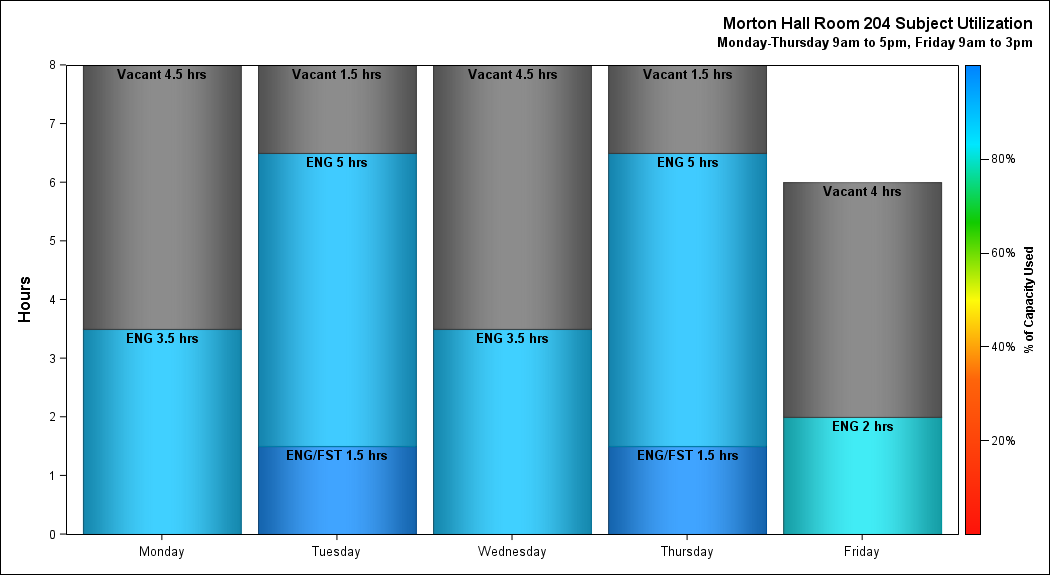 Morton Hall Room 204 Subject Utilization
Monday-Thursday 9am to 5pm, Friday 9am to 3pm
Hours
8
7
6
5
4
3
2
1
0
Vacant 4.5 hrs
ENG 3.5 hrs
Vacant 1.5 hrs
ENG 5 hrs
ENG/FST 1.5 hrs
Vacant 4.5 hrs
ENG 3.5 hrs
Vacant 1.5 hrs
ENG 5 hrs
ENG/FST 1.5 hrs
Vacant 4 hrs
ENG 2 hrs
Monday
Tuesday
Wednesday
Thursday
Friday
80%
60%
40%
20%
% of Capacity Used